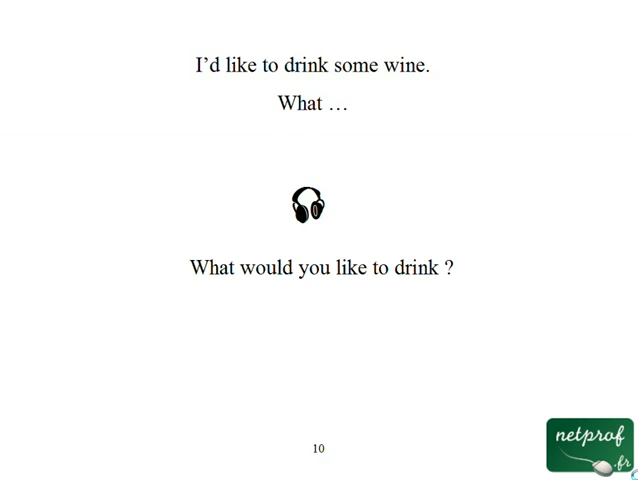 I'd like to drink some wine.
What …
What would you like to drink ?
10
netprof
.fr